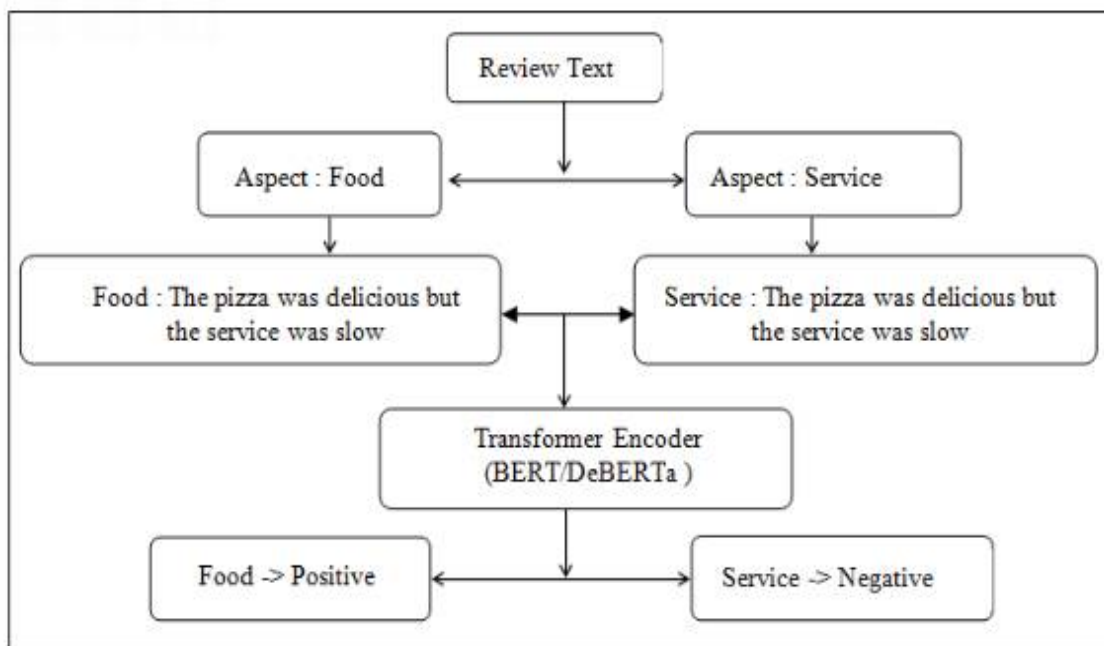 Review Text
Aspect : Food
Aspect : Service
Food : The pizza was delicious but
the service was slow
Service : The pizza was delicious but
the service was slow
Transformer Encoder
(BERT/DeBERTa )
Food -> Positive
Service -> Negative